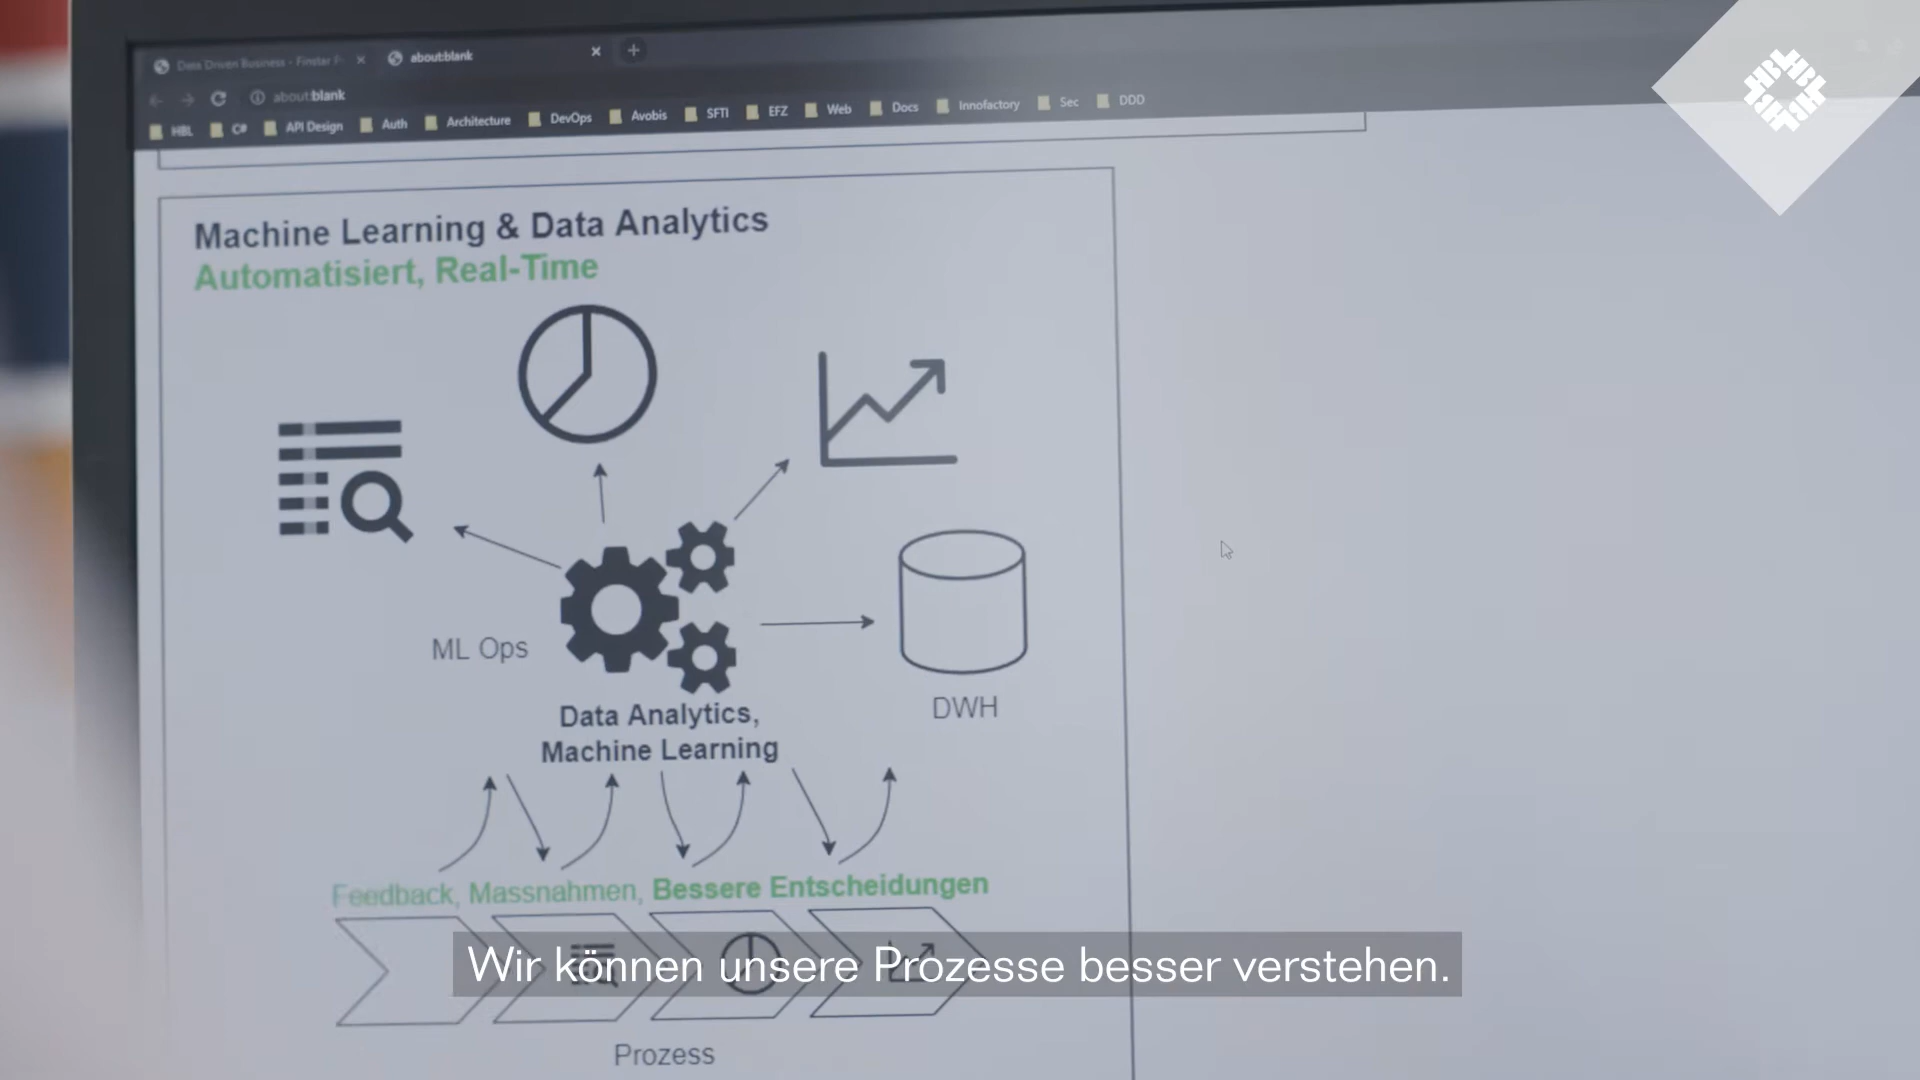 Data Driven Business - Finstar P
about:blank
about:blank
HBL C# API Design Auth Architecture DevOps Avobis SFTI EFZ Web Docs Innofactory Sec DDD
Machine Learning & Data Analytics
Automatisiert, Real-Time
ML Ops
DWH
Data Analytics,
Machine Learning
Feedback, Massnahmen, Bessere Entscheidungen
Wir können unsere Prozesse besser verstehen.
Prozess